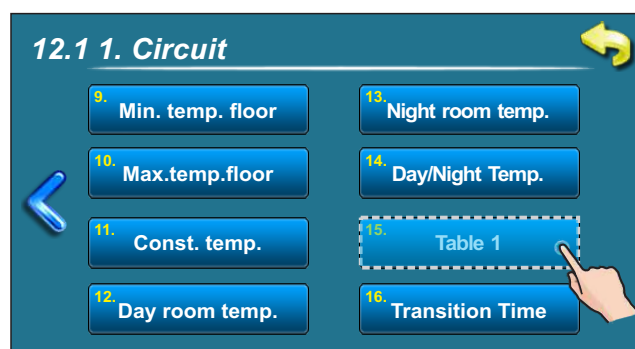 12.1 1. Circuit
9. Min. temp. floor
10. Max.temp.floor
11. Const. temp.
12. Day room temp.
13. Night room temp.
14. Day/Night Temp.
15. Table 1
16. Transition Time